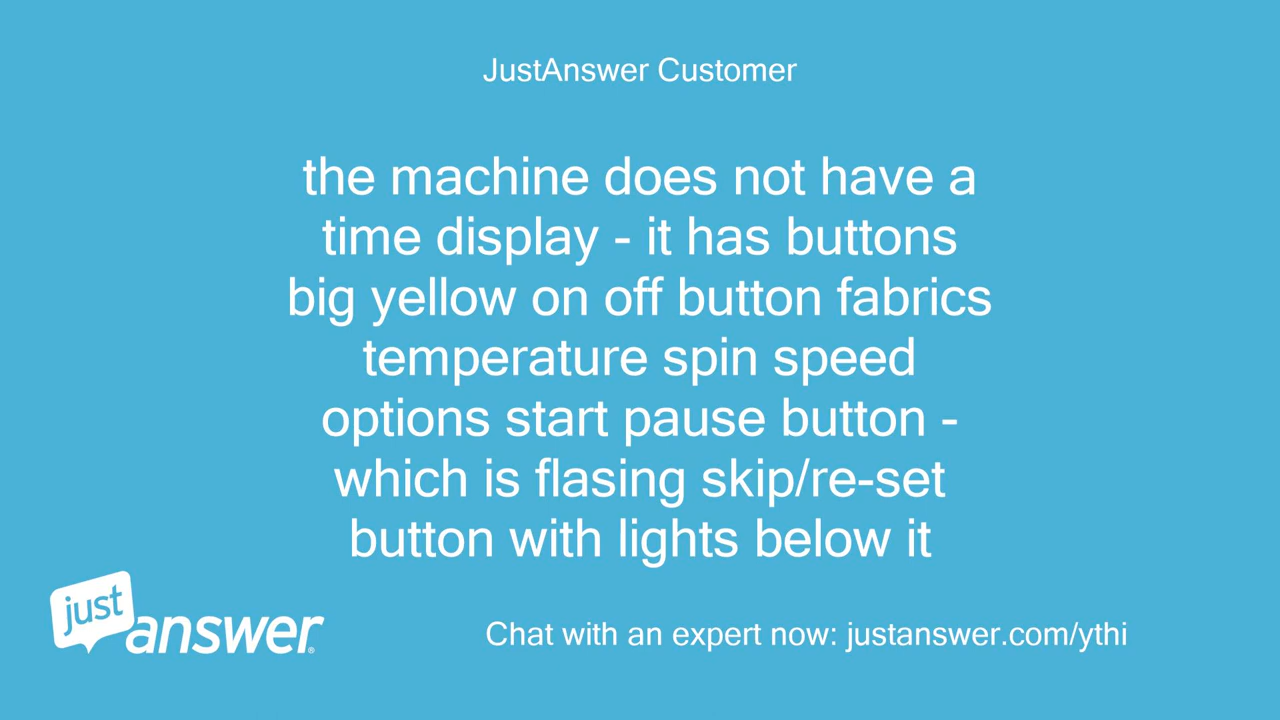 JustAnswer Customer
the machine does not have a
time display - it has buttons
big yellow on off button fabrics
temperature spin speed
options start pause button -
which is flasing skip/re-set
button with lights below it
just
answer®
Chat with an expert now: justanswer.com/ythi